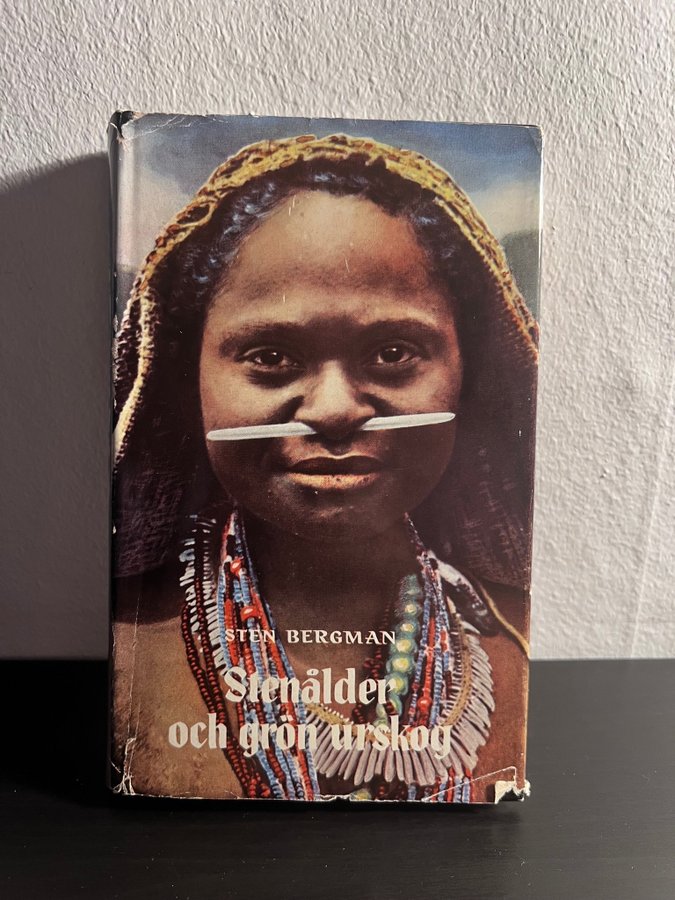 STEN BERGMAN
Stenålder
och grön urskog